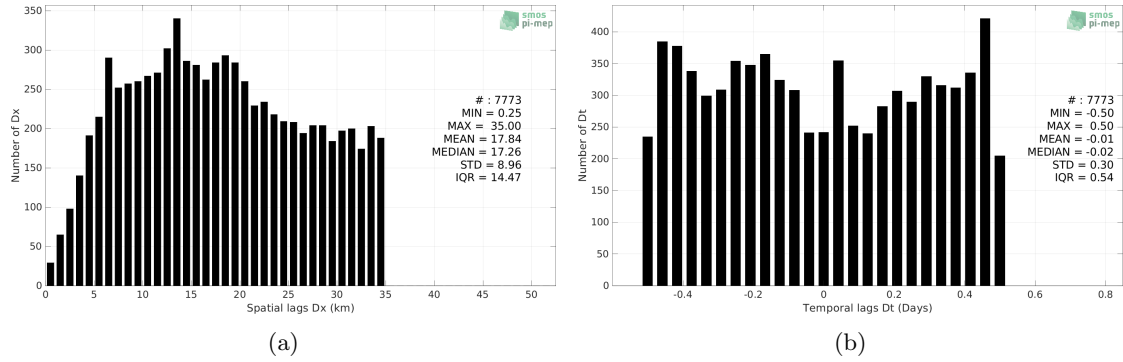 350
300
250
200
150
100
50
0
Number of Dx
0 5 10 15 20 25 30 35 40 45 50
Spatial lags Dx (km)
smos
pi-mep
# : 7773
MIN = 0.25
MAX = 35.00
MEAN = 17.84
MEDIAN = 17.26
STD = 8.96
IQR = 14.47
(a)
400
350
300
250
200
150
100
50
0
Number of Dt
-0.4 -0.2 0 0.2 0.4 0.6 0.8
Temporal lags Dt (Days)
smos
pi-mep
# : 7773
MIN = -0.50
MAX = 0.50
MEAN = -0.01
MEDIAN = -0.02
STD = 0.30
IQR = 0.54
(b)